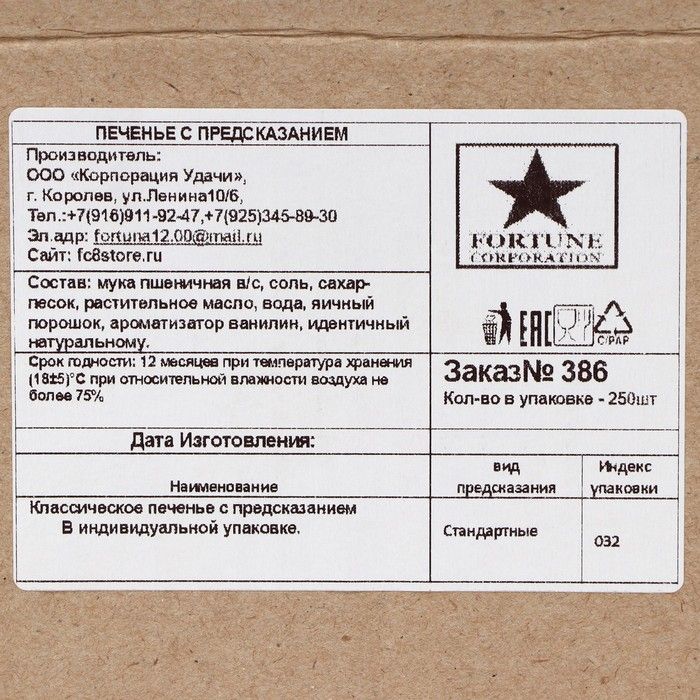 ПЕЧЕНЬЕ С ПРЕДСКАЗАНИЕМ
Производитель:
ООО «Корпорация Удачи»,
г. Королев, ул.Ленина10/6,
Тел.:+7(916)911-92-47,+7(925)345-89-30
Эл.адр: fortuna12.00@mail.ru
Сайт: fc8store.ru
FORTUNE
CORPORATION
Состав: мука пшеничная в/с, соль, сахар-
песок, растительное масло, вода, яичный
порошок, ароматизатор ванилин, идентичный
натуральному.
EAC
C/PAP
Срок годности: 12 месяцев при температура хранения
(18±5)°С при относительной влажности воздуха не
более 75%
Заказ№ 386
Кол-во в упаковке - 250шт
Дата Изготовления:
Наименование
вид
предсказания
Индекс
упаковки
Классическое печенье с предсказанием
В индивидуальной упаковке.
Стандартные
032